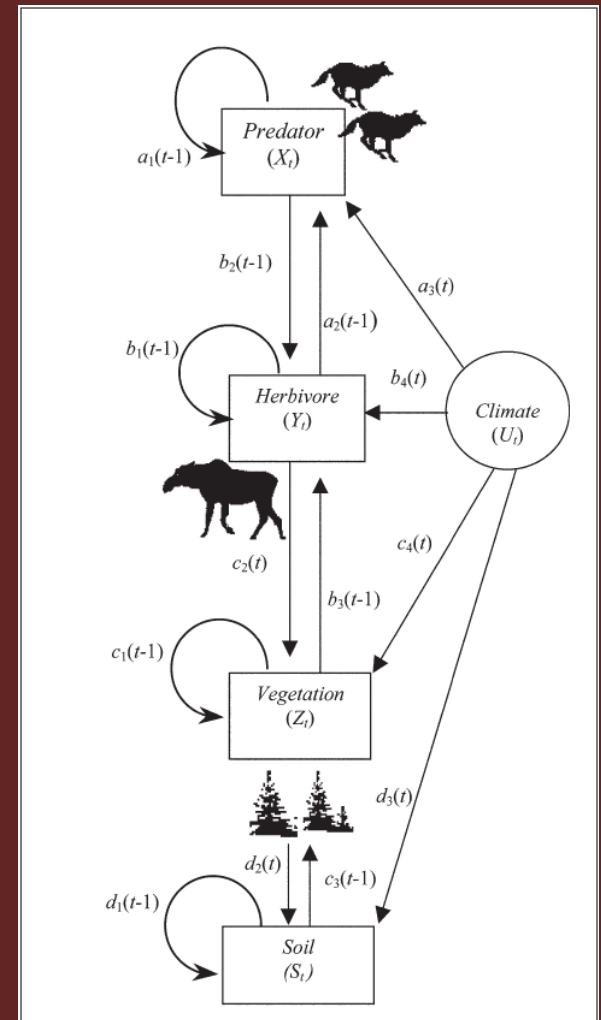 Predator
(Xt)
a1(t-1)
b2(t-1)
a3(t)
a2(t-1)
b1(t-1)
b4(t)
Herbivore
(Yt)
Climate
(Ut)
c2(t)
c4(t)
b3(t-1)
c1(t-1)
Vegetation
(Zt)
d3(t)
d2(t)
c3(t-1)
d1(t-1)
Soil
(St)